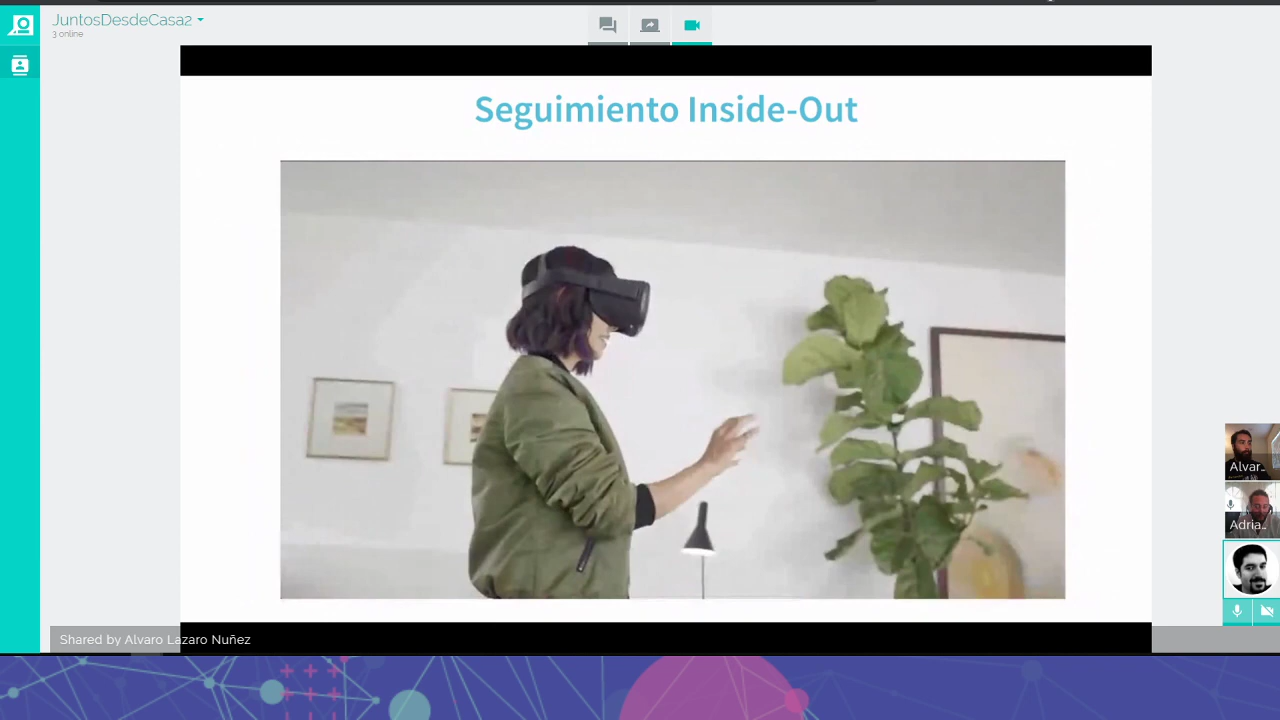 JuntosDesdeCasa2
3 online
Seguimiento Inside-Out
Alvar...
Adria...
Shared by Alvaro Lazaro Nuñez